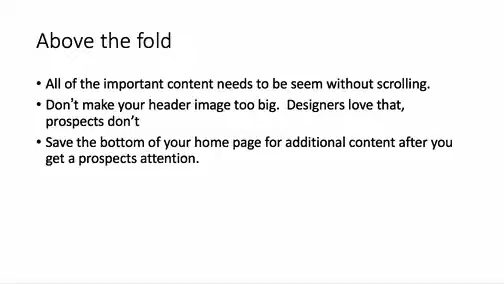 Above the fold
• All of the important content needs to be seem without scrolling.
• Don't make your header image too big.  Designers love that,
prospects don't
• Save the bottom of your home page for additional content after you
get a prospects attention.